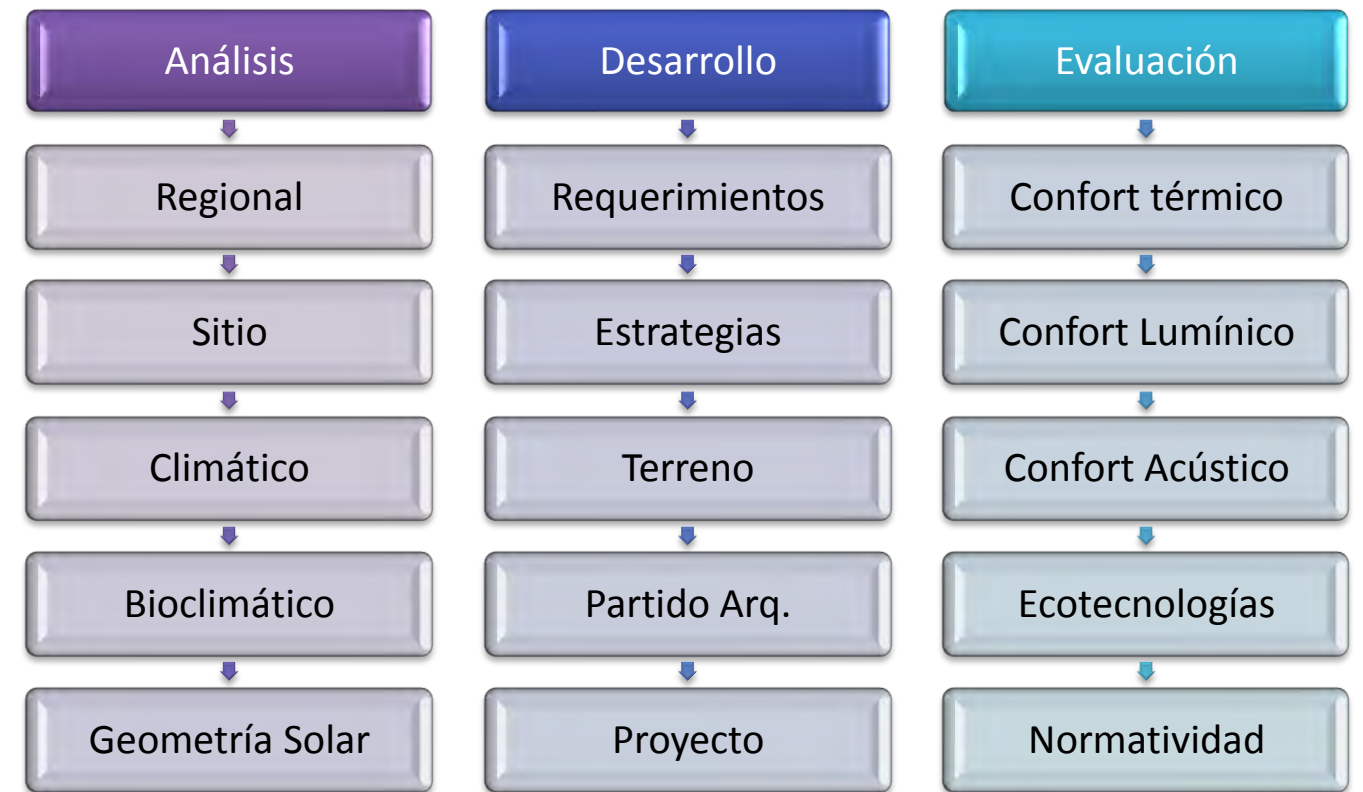 Análisis
Regional
Sitio
Climático
Bioclimático
Geometría Solar
Desarrollo
Requerimientos
Estrategias
Terreno
Partido Arq.
Proyecto
Evaluación
Confort térmico
Confort Lumínico
Confort Acústico
Ecotecnologías
Normatividad